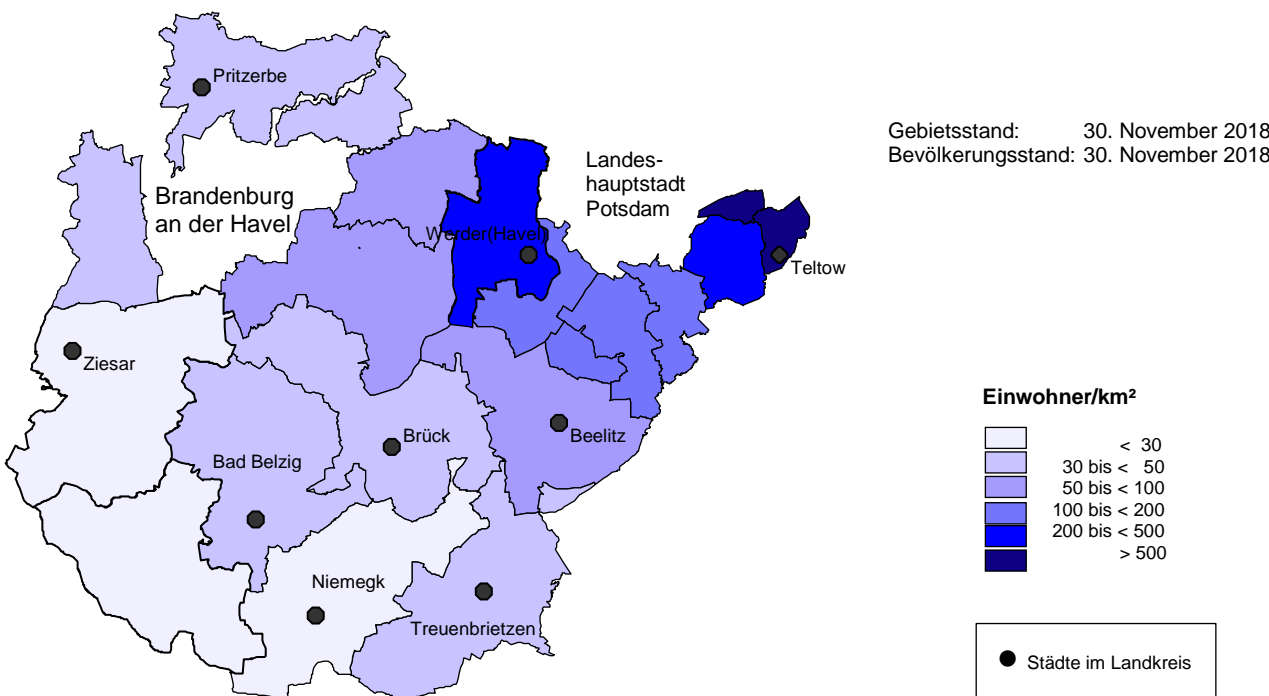 Pritzerbe
Gebietsstand: 30. November 2018
Bevölkerungsstand: 30. November 2018
Landes-
hauptstadt
Potsdam
Brandenburg
an der Havel
Werder(Havel)
Teltow
Ziesar
Brück
Beelitz
Bad Belzig
Niemegk
Treuenbrietzen
Einwohner/km²
< 30
30 bis < 50
50 bis < 100
100 bis < 200
200 bis < 500
> 500
Städte im Landkreis